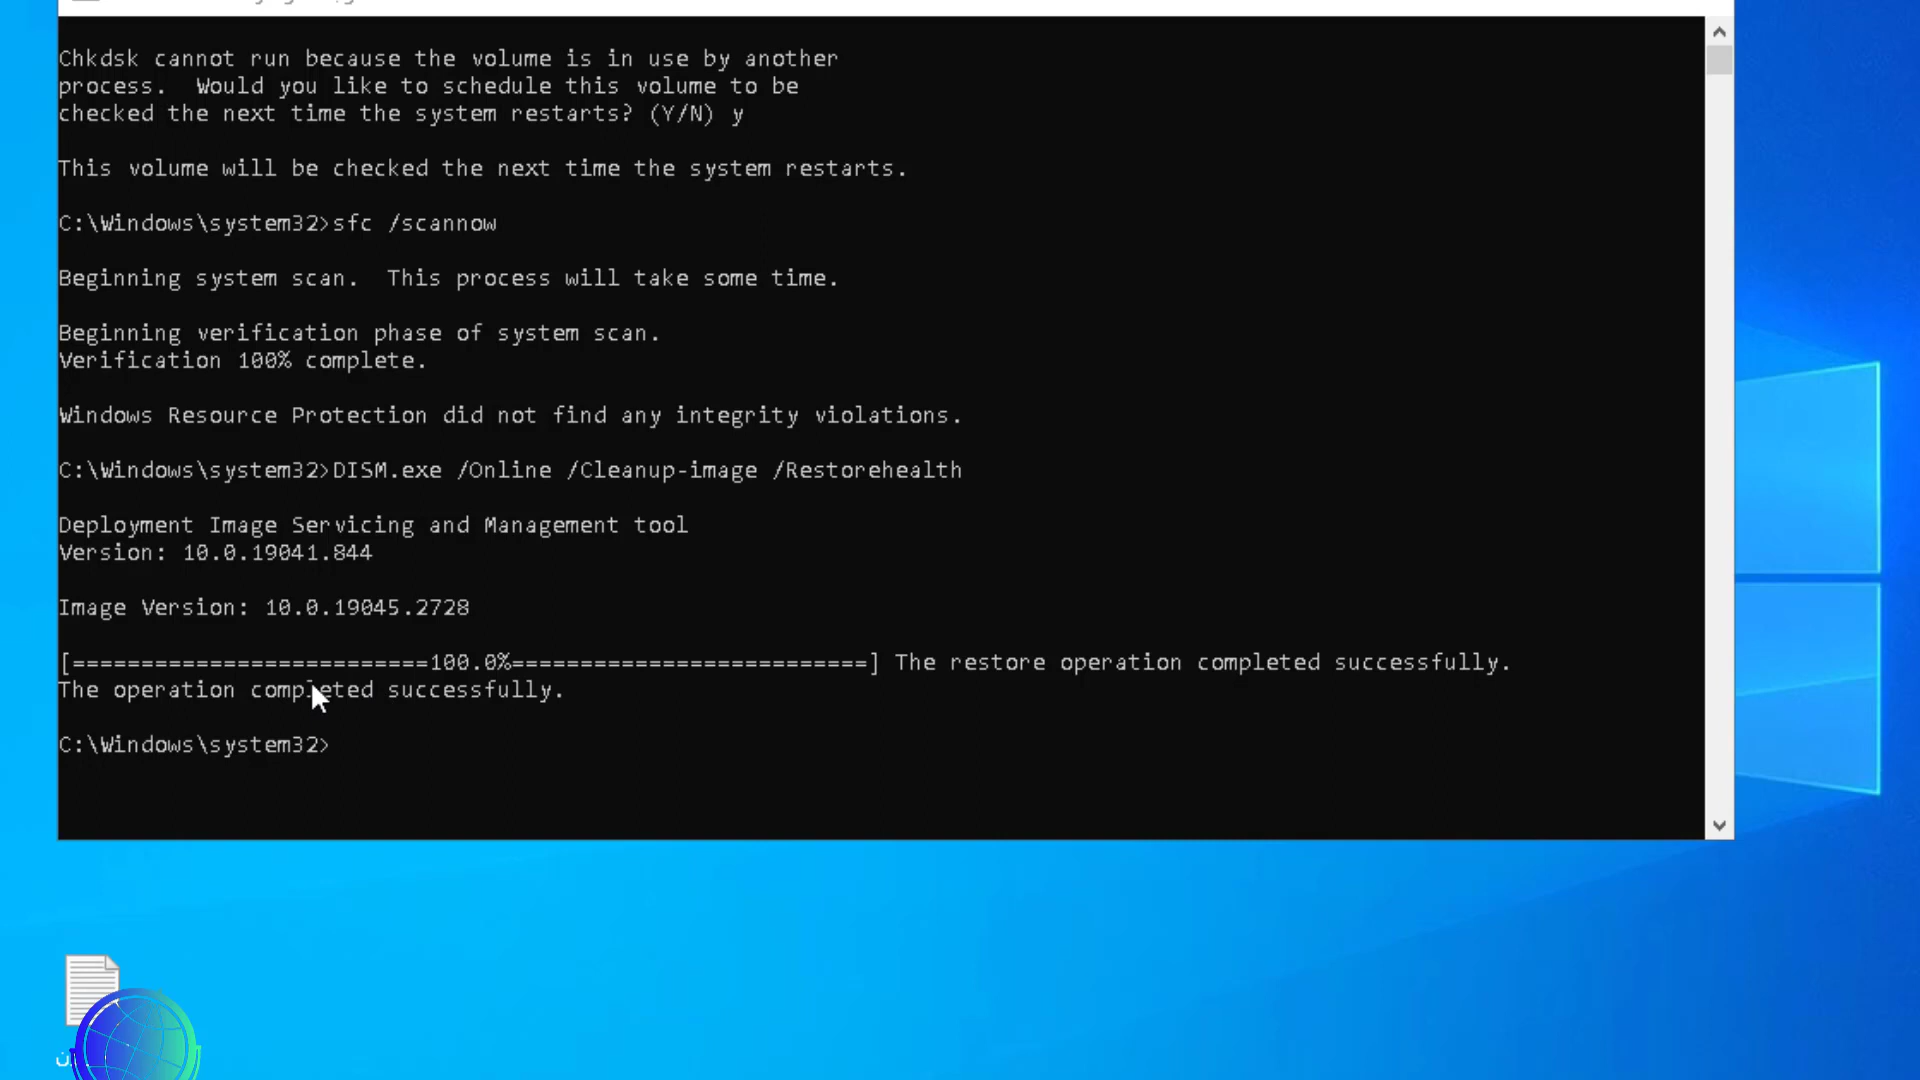 Chkdsk cannot run because the volume is in use by another
process.  Would you like to schedule this volume to be
checked the next time the system restarts? (Y/N) y
This volume will be checked the next time the system restarts.
C:\Windows\system32>sfc /scannow
Beginning system scan.  This process will take some time.
Beginning verification phase of system scan.
Verification 100% complete.
Windows Resource Protection did not find any integrity violations.
C:\Windows\system32>DISM.exe /Online /Cleanup-image /Restorehealth
Deployment Image Servicing and Management tool
Version: 10.0.19041.844
Image Version: 10.0.19045.2728
[==========================100.0%==========================] The restore operation completed successfully.
The operation completed successfully.
C:\Windows\system32>